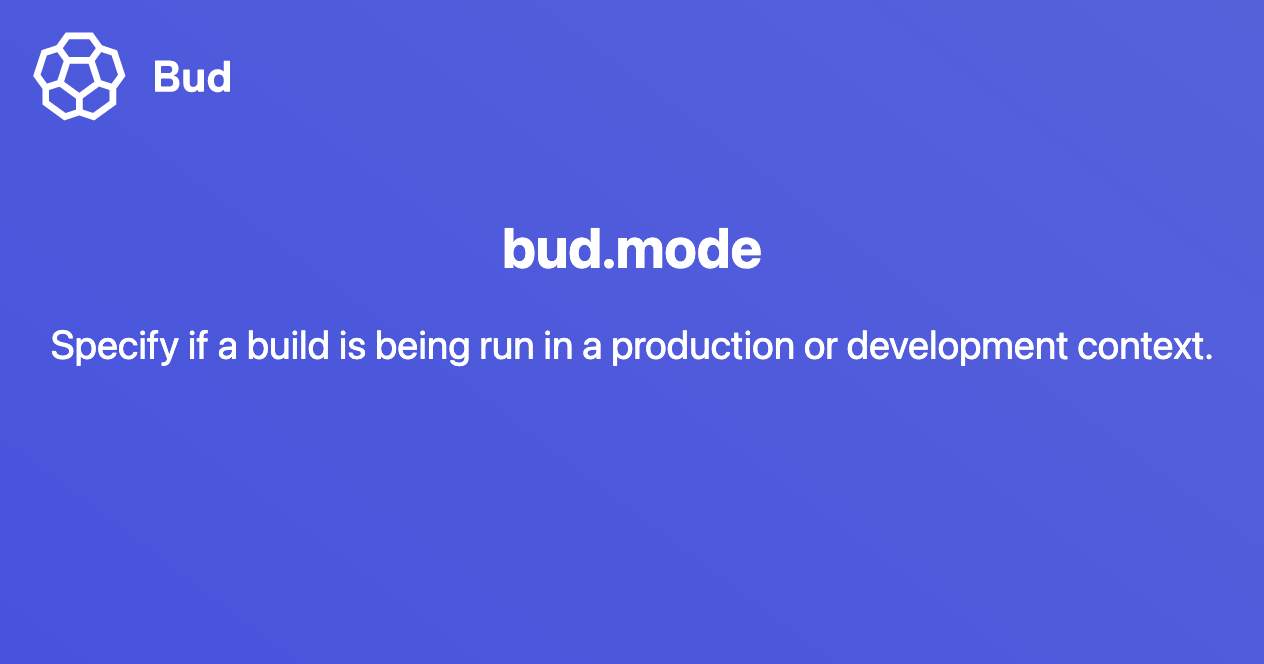 Bud
bud.mode
Specify if a build is being run in a production or development context.